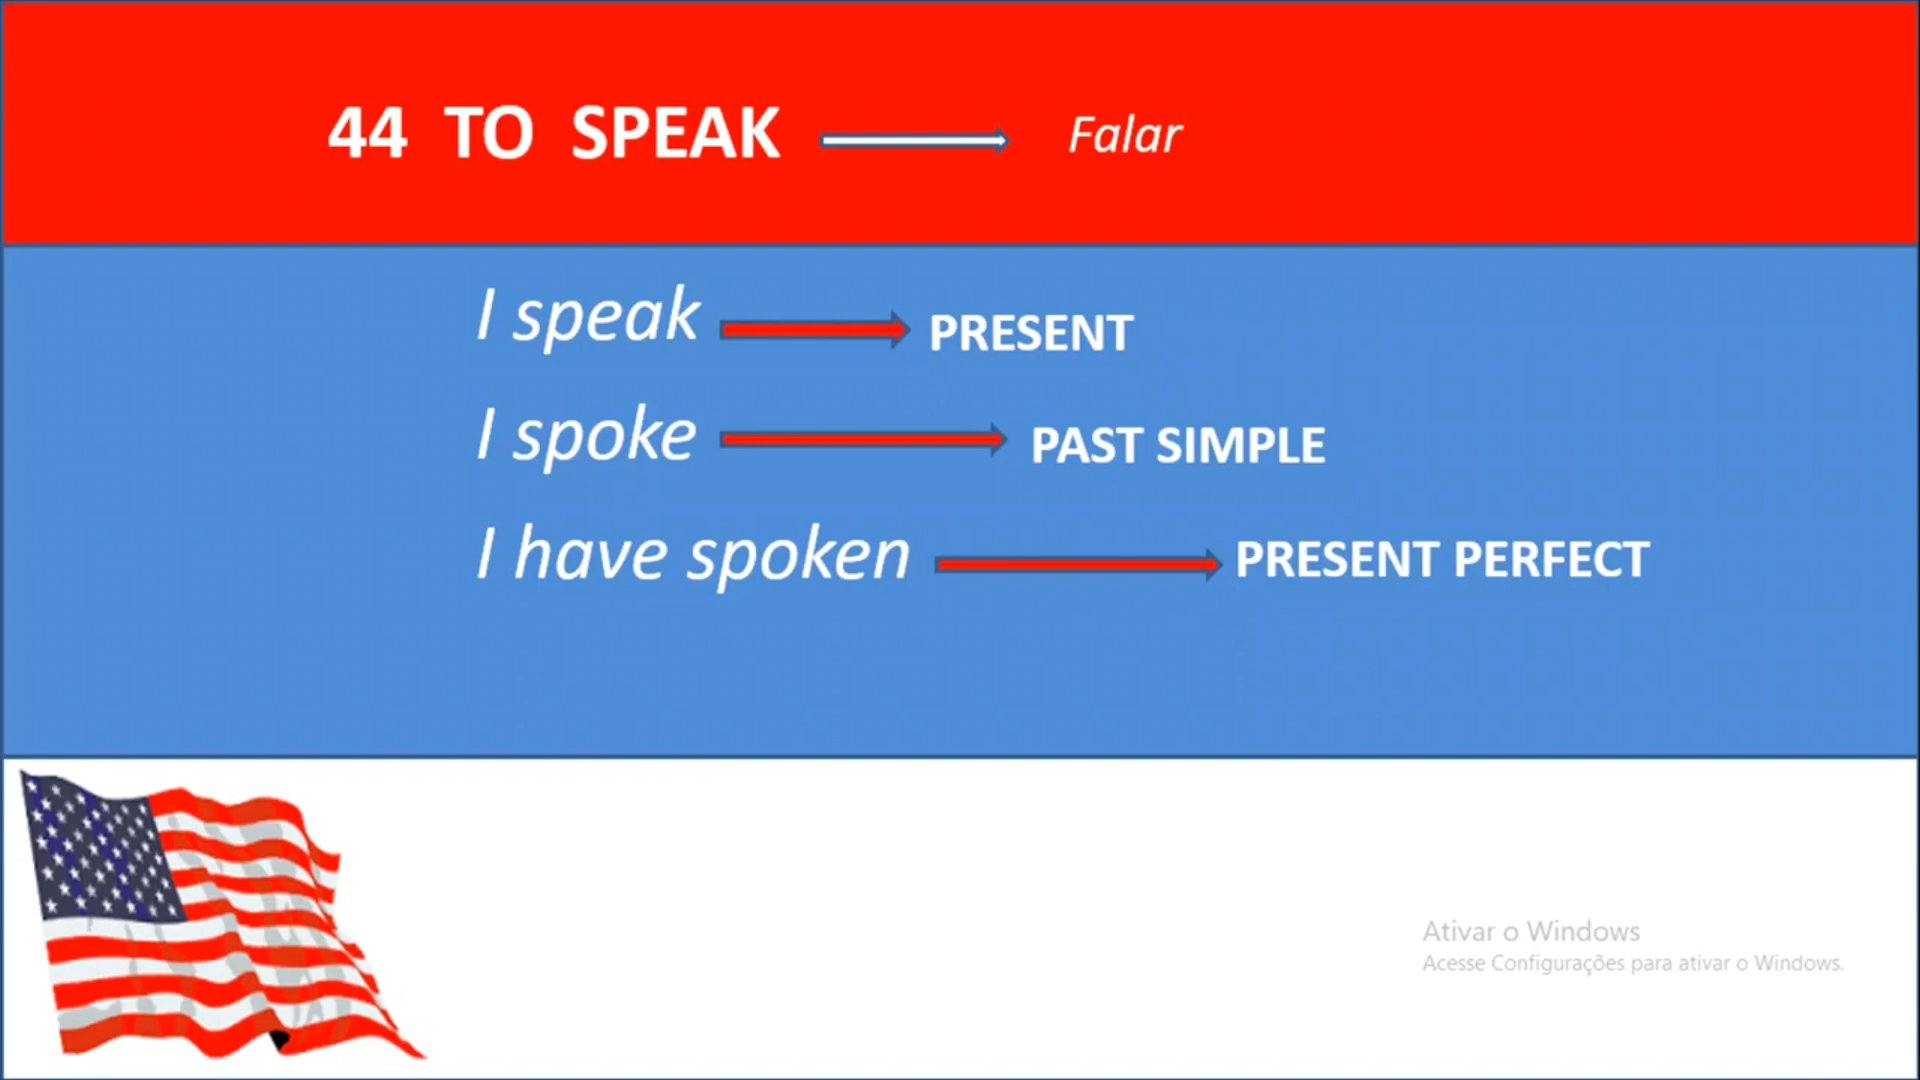 44 TO SPEAK Falar
I speak PRESENT
I spoke PAST SIMPLE
I have spoken PRESENT PERFECT
Ativar o Windows
Acesse Configurações para ativar o Windows.